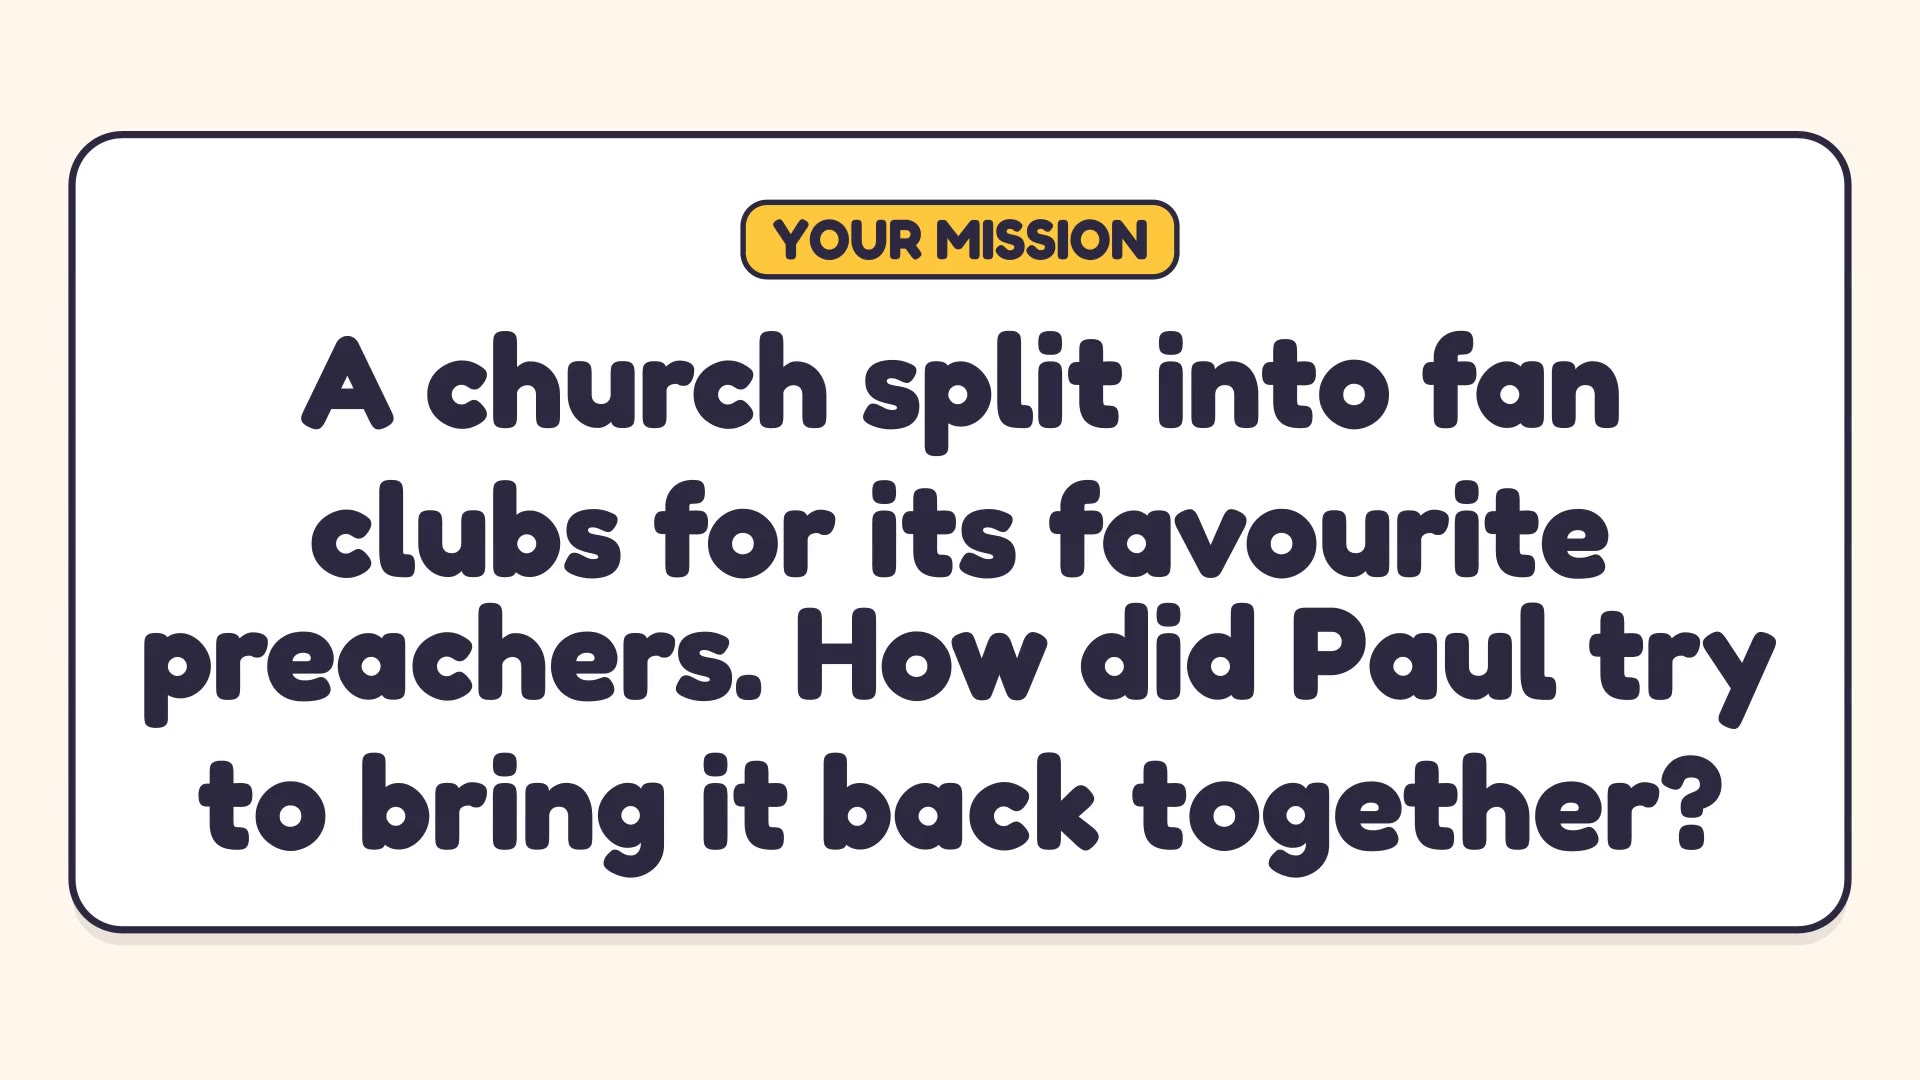 YOUR MISSION
A church split into fan
clubs for its favourite
preachers. How did Paul try
to bring it back together?